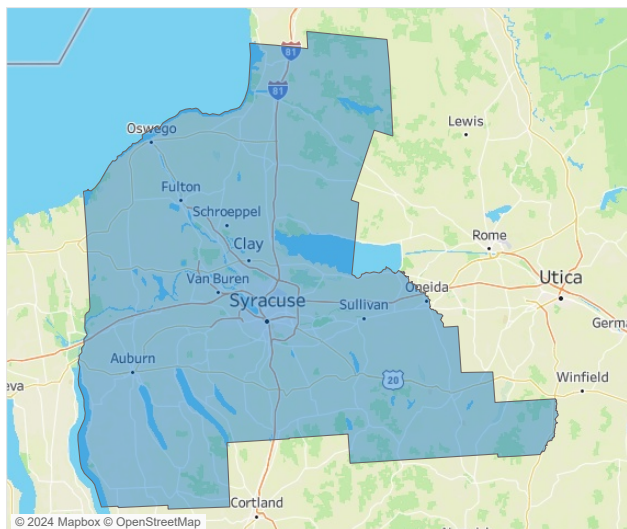 81
81
Lewis
Oswego
Fulton
Schroeppel
Rome
Clay
Utica
Van Buren
Oneida
Syracuse
Sullivan
Germa
Auburn
20
Winfield
eva
Cortland
© 2024 Mapbox © OpenStreetMap